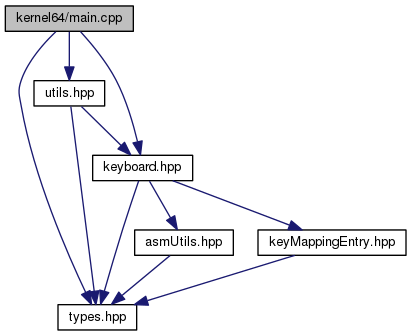 kernel64/main.cpp
utils.hpp
keyboard.hpp
asmUtils.hpp
keyMappingEntry.hpp
types.hpp